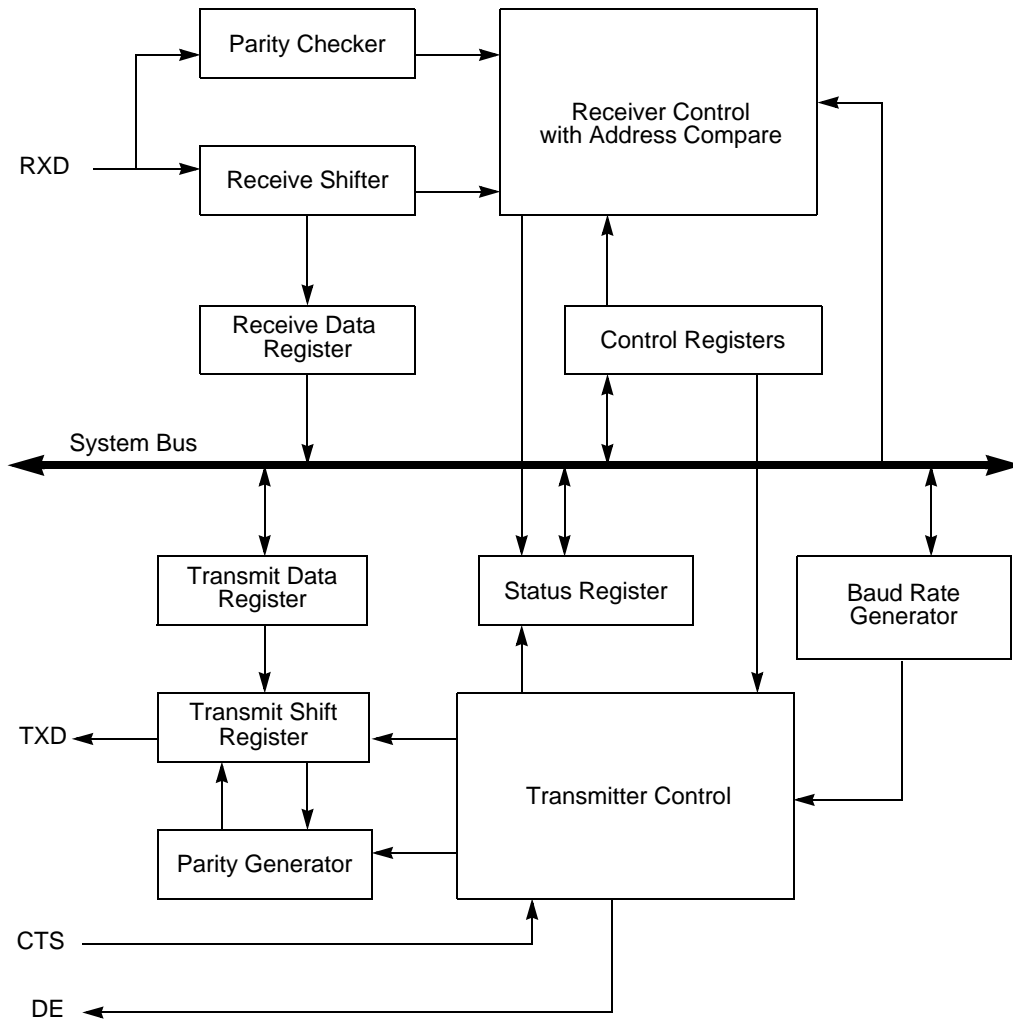 Parity Checker
Receiver Control
with Address Compare
RXD
Receive Shifter
Receive Data
Register
Control Registers
System Bus
Transmit Data
Register
Status Register
Baud Rate
Generator
TXD
Transmit Shift
Register
Transmitter Control
Parity Generator
CTS
DE